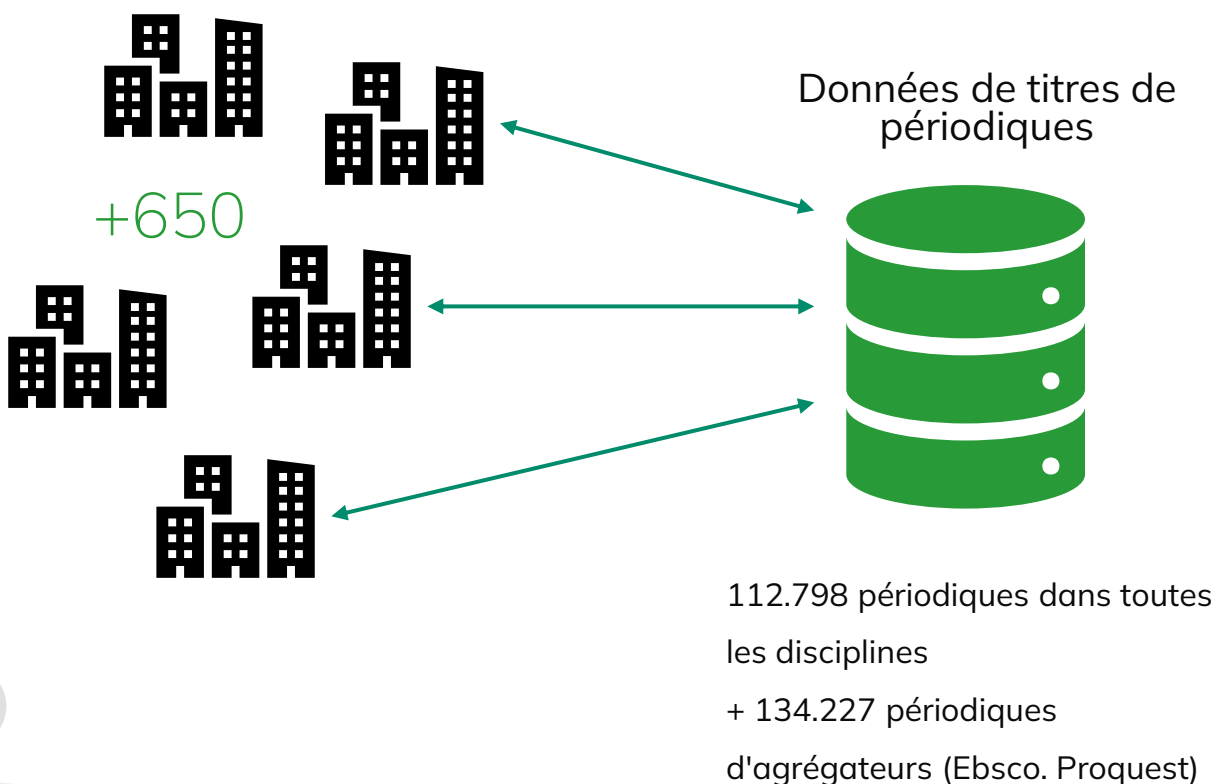 Données de titres de
périodiques
+650
112.798 périodiques dans toutes
les disciplines
+ 134.227 périodiques
d'agrégateurs (Ebsco. Proquest)